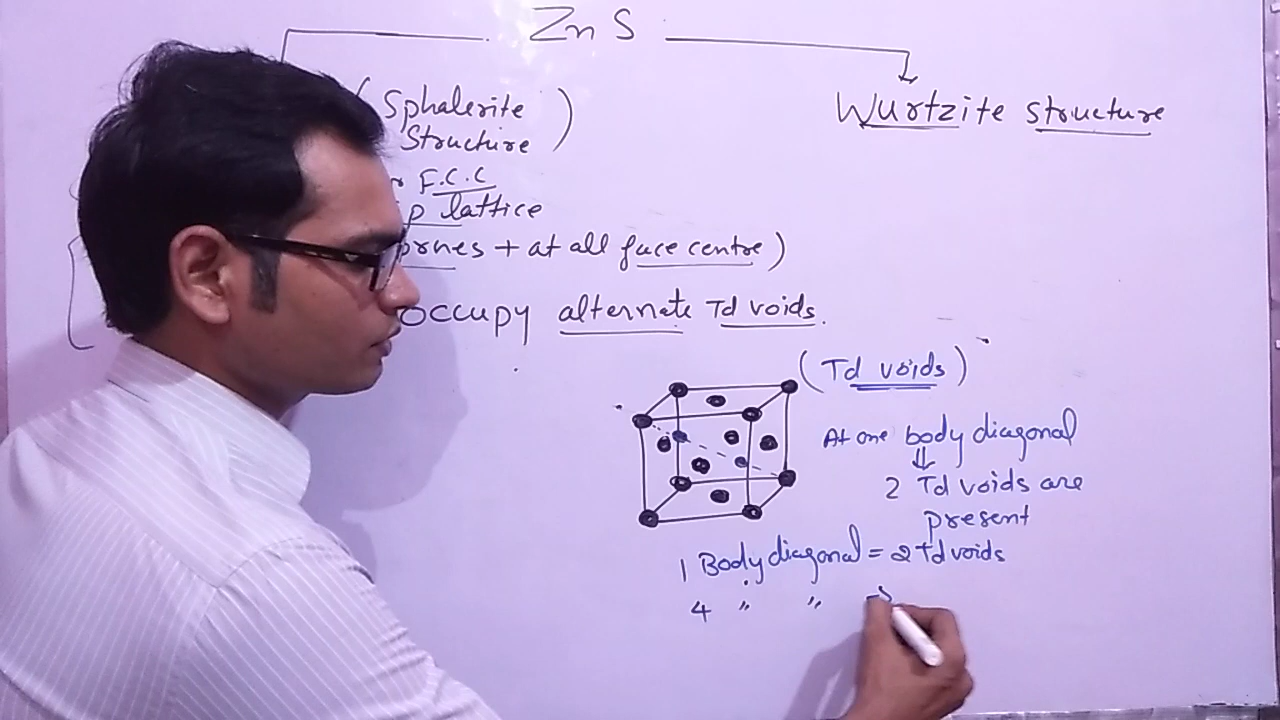 ZnS
(Sphalerite
Structure)
F.C.C
p lattice
ornes + at all face centre)
occupy alternate Td voids.
Wurtzite structure
(Td voids)
At one body diagonal
2 Td voids are
present
1 Body diagonal = 2 Td voids
4 " " →